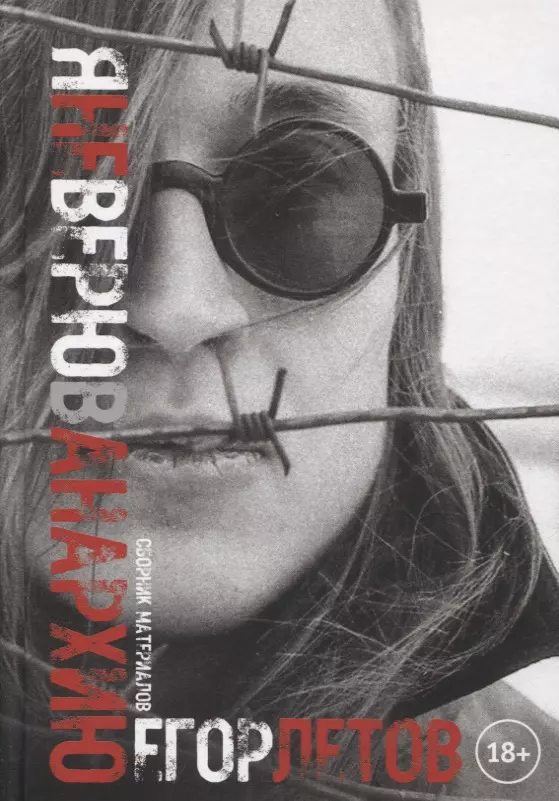 Я НЕ ВЕРЮ В АНАРХИЮ
СБОРНИК МАТЕРИАЛОВ
ЕГОР ЛЕТОВ
18+